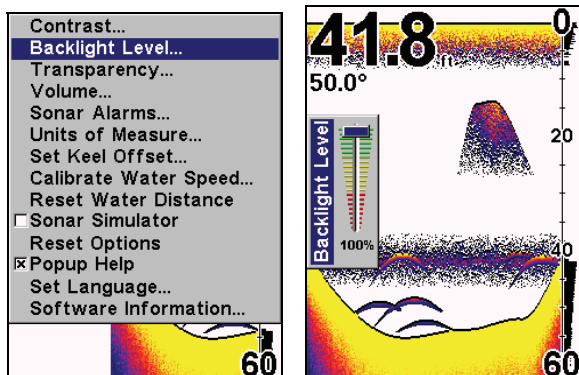 Contrast...
Backlight Level...
Transparency...
Volume...
Sonar Alarms...
Units of Measure...
Set Keel Offset...
Calibrate Water Speed...
Reset Water Distance
Sonar Simulator
Reset Options
Popup Help
Set Language...
Software Information...
60
41.8 ft
50.0°
Backlight Level
100%
0
20
40
60